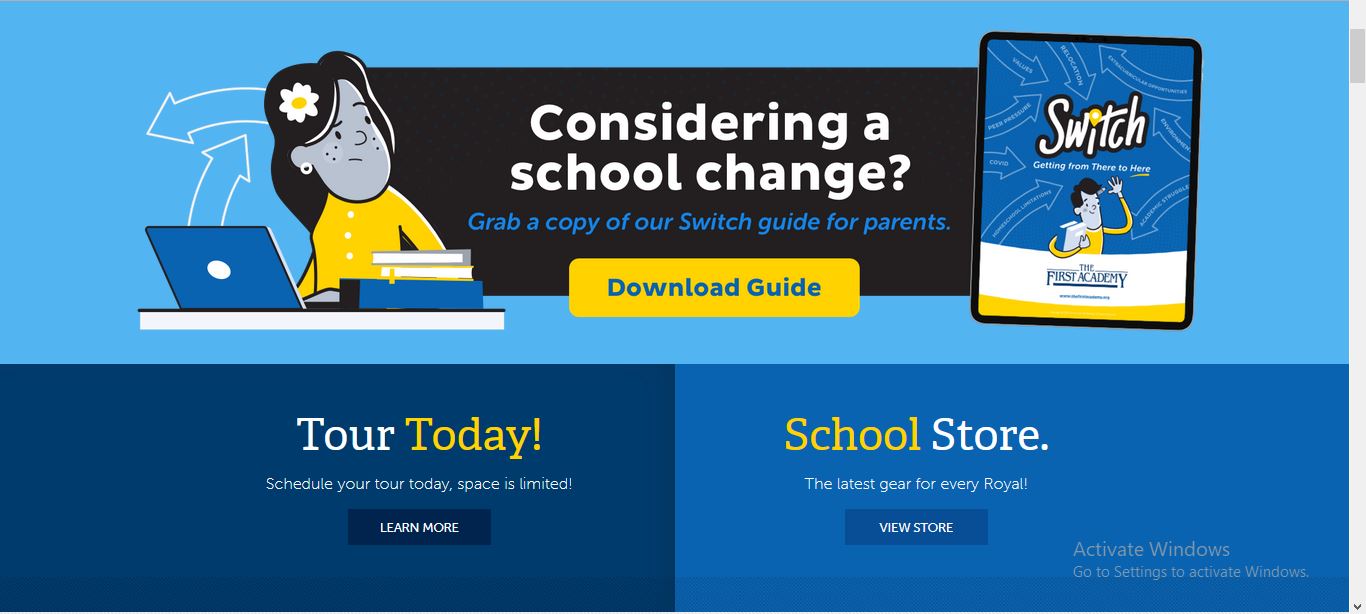 Considering a
school change?
Grab a copy of our Switch guide for parents.
Download Guide
VALUES
RELOCATION
EXTRACURRICULAR OPPORTUNITIES
PEER PRESSURE
ENVIRONMENT
COVID
HOMESCHOOL LIMITATIONS
ACADEMIC STRUGGLE
Switch
Getting from There to Here
THE
FIRST ACADEMY
www.thefirstacademy.org
Tour Today!
Schedule your tour today, space is limited!
LEARN MORE
School Store.
The latest gear for every Royal!
VIEW STORE
Activate Windows
Go to Settings to activate Windows.